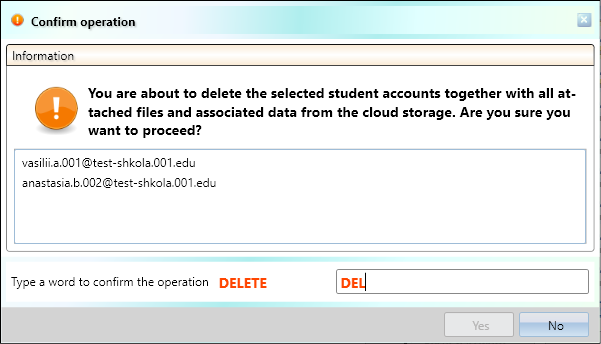 Confirm operation
Information
You are about to delete the selected student accounts together with all at-
tached files and associated data from the cloud storage. Are you sure you
want to proceed?
vasilii.a.001@test-shkola.001.edu
anastasia.b.002@test-shkola.001.edu
Type a word to confirm the operation DELETE DEL
Yes No